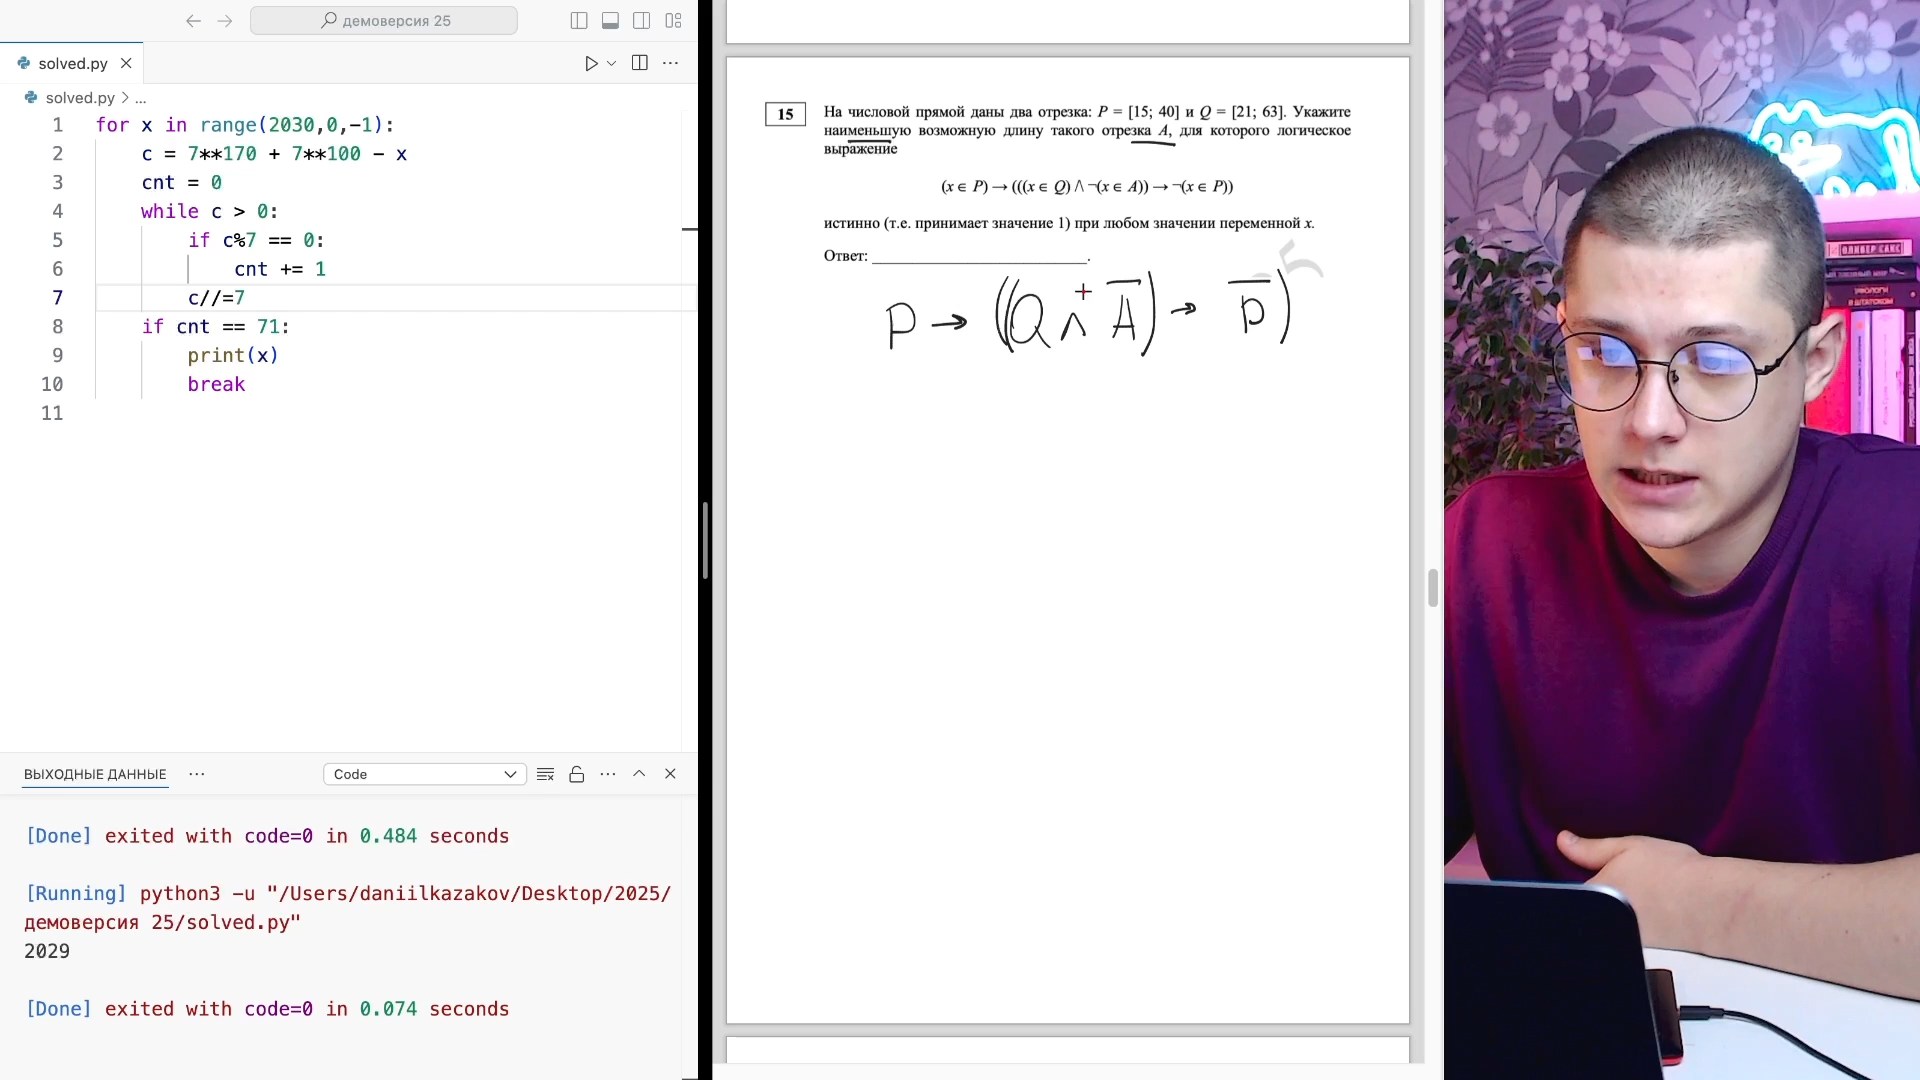 демоверсия 25
solved.py
solved.py > ...
1 for x in range(2030,0,-1):
2 c = 7**170 + 7**100 - x
3 cnt = 0
4 while c > 0:
5 if c%7 == 0:
6 cnt += 1
7 c//=7
8 if cnt == 71:
9 print(x)
10 break
11
ВЫХОДНЫЕ ДАННЫЕ
Code
[Done] exited with code=0 in 0.484 seconds
[Running] python3 -u "/Users/daniilkazakov/Desktop/2025/
демоверсия 25/solved.py"
2029
[Done] exited with code=0 in 0.074 seconds
15
На числовой прямой даны два отрезка: P = [15; 40] и Q = [21; 63]. Укажите
наименьшую возможную длину такого отрезка A, для которого логическое
выражение
(x ∈ P) → (((x ∈ Q) /\ ¬(x ∈ A)) → ¬(x ∈ P))
истинно (т.е. принимает значение 1) при любом значении переменной x.
Ответ: ___________________________.
P → ((Q ∧ A̅) → P̅)
ОЛИВЕР САКС